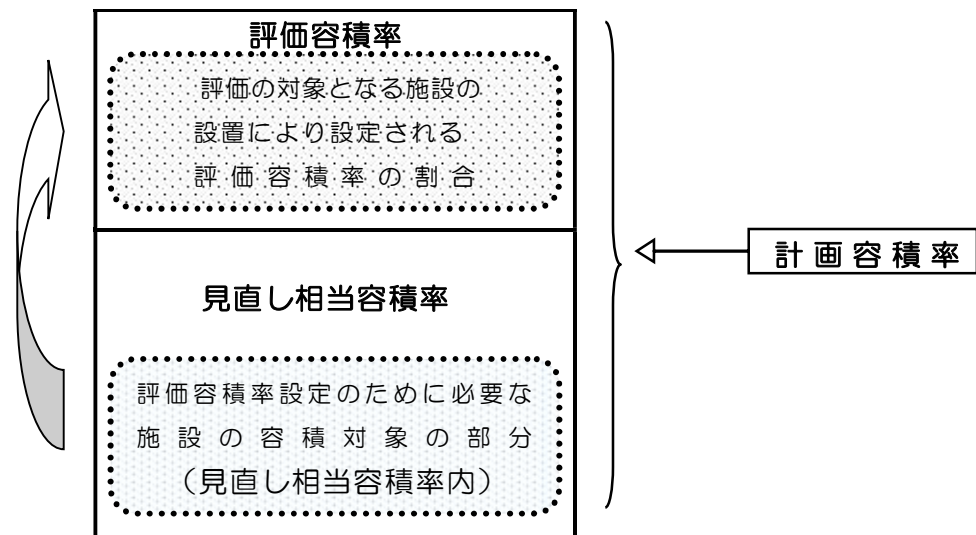 評価容積率
評価の対象となる施設の
設置により設定される
評価容積率の割合
計画容積率
見直し相当容積率
評価容積率設定のために必要な
施設の容積対象の部分
（見直し相当容積率内）